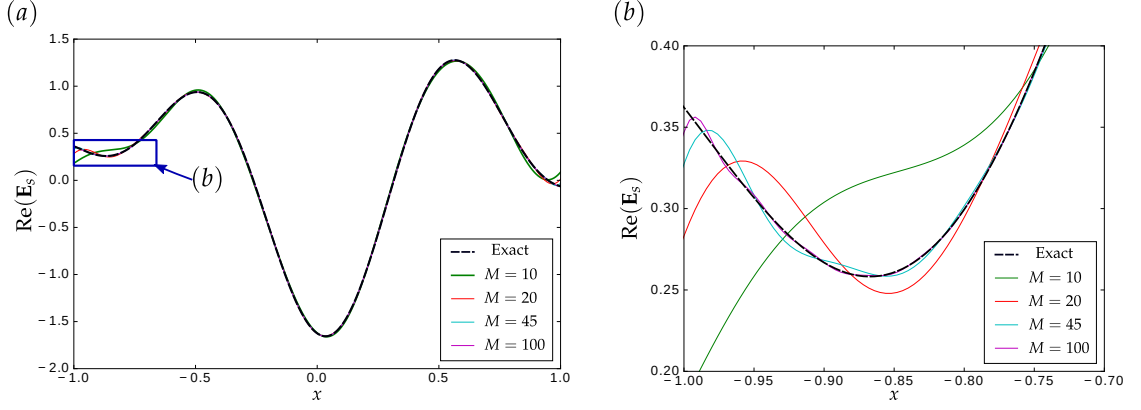 (a)
1.5
1.0
0.5
0.0
−0.5
−1.0
−1.5
−2.0
Re(E_s)
−1.0 −0.5 0.0 0.5 1.0
x
(b)
Exact
M = 10
M = 20
M = 45
M = 100
(b)
0.40
0.35
0.30
0.25
0.20
Re(E_s)
−1.00 −0.95 −0.90 −0.85 −0.80 −0.75 −0.70
x
Exact
M = 10
M = 20
M = 45
M = 100